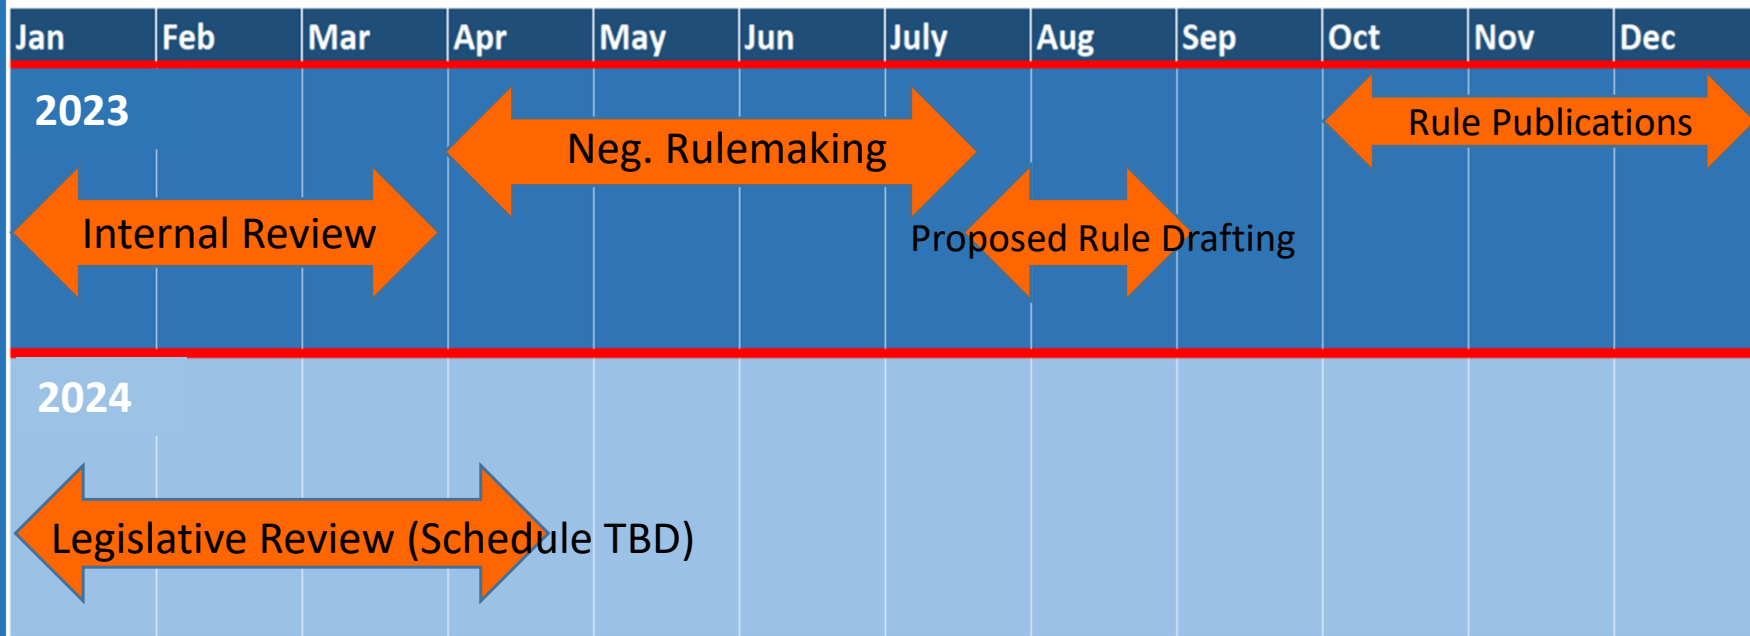 Jan Feb Mar Apr May Jun July Aug Sep Oct Nov Dec
2023
Rule Publications
Neg. Rulemaking
Internal Review
Proposed Rule Drafting
2024
Legislative Review (Schedule TBD)